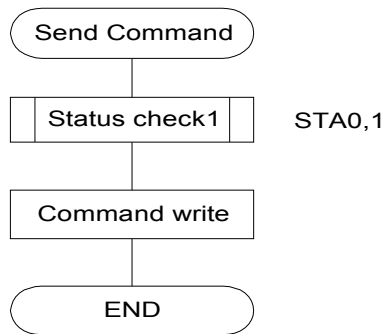 Send Command
Status check1 STA0,1
Command write
END